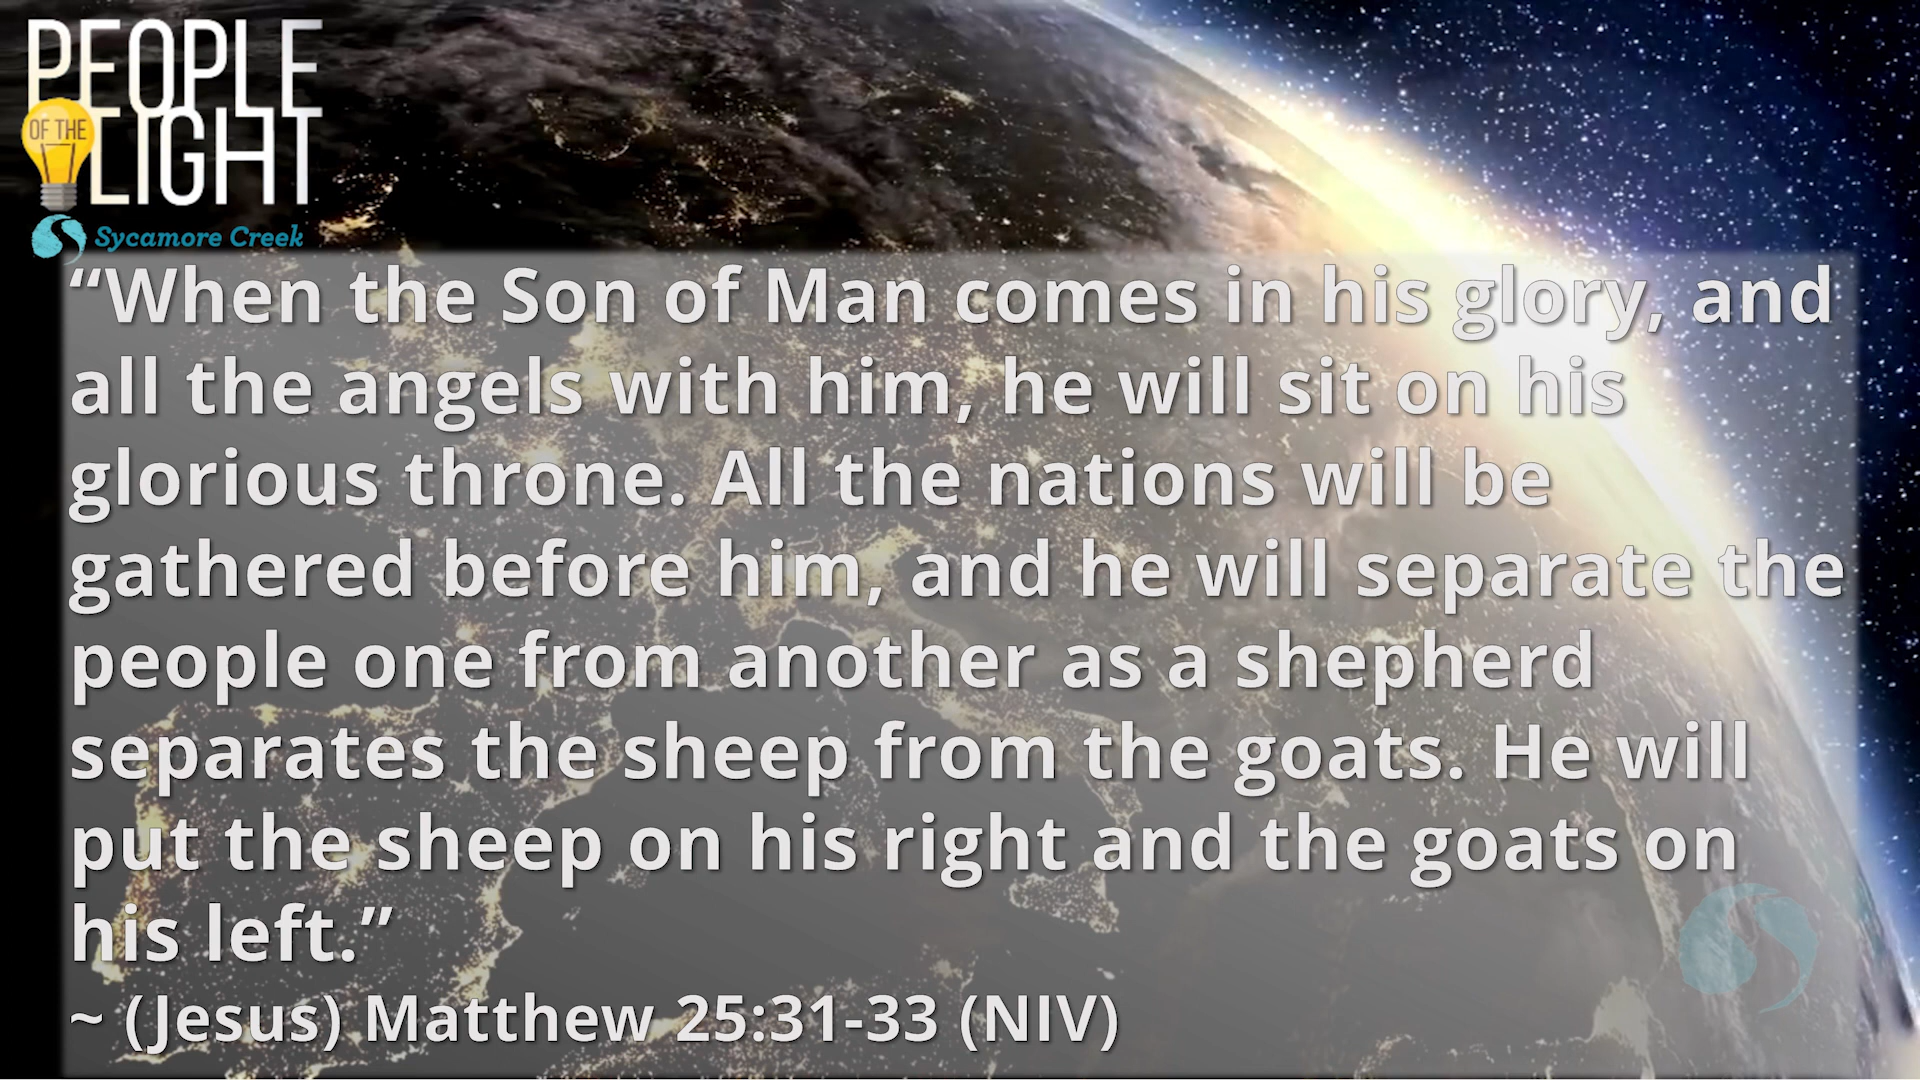 PEOPLE
OF THE
LIGHT
Sycamore Creek
“When the Son of Man comes in his glory, and
all the angels with him, he will sit on his
glorious throne. All the nations will be
gathered before him, and he will separate the
people one from another as a shepherd
separates the sheep from the goats. He will
put the sheep on his right and the goats on
his left.”
~ (Jesus) Matthew 25:31-33 (NIV)